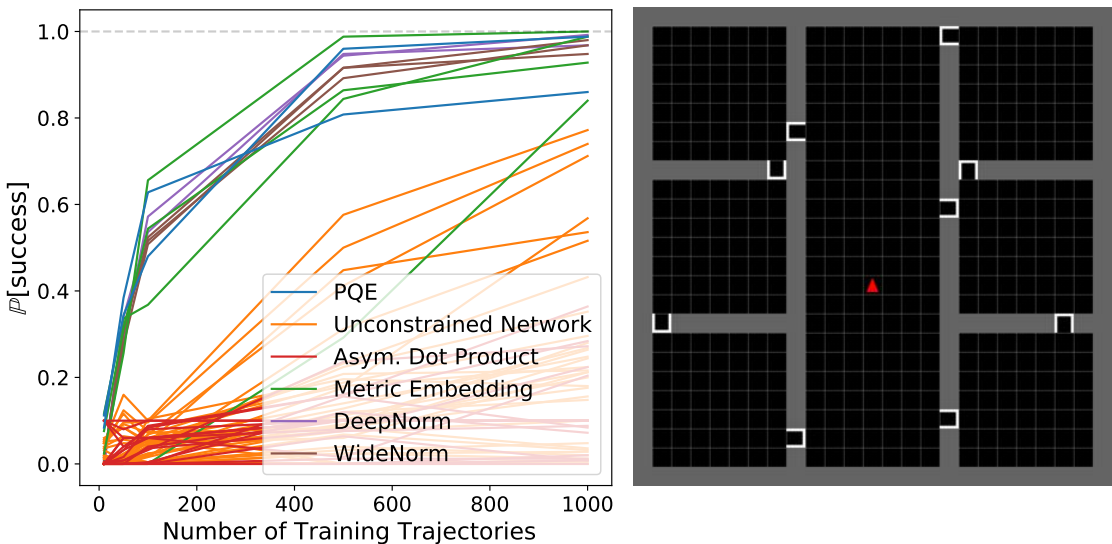 1.0
0.8
0.6
0.4
0.2
0.0
ℙ[success]
PQE
Unconstrained Network
Asym. Dot Product
Metric Embedding
DeepNorm
WideNorm
0 200 400 600 800 1000
Number of Training Trajectories